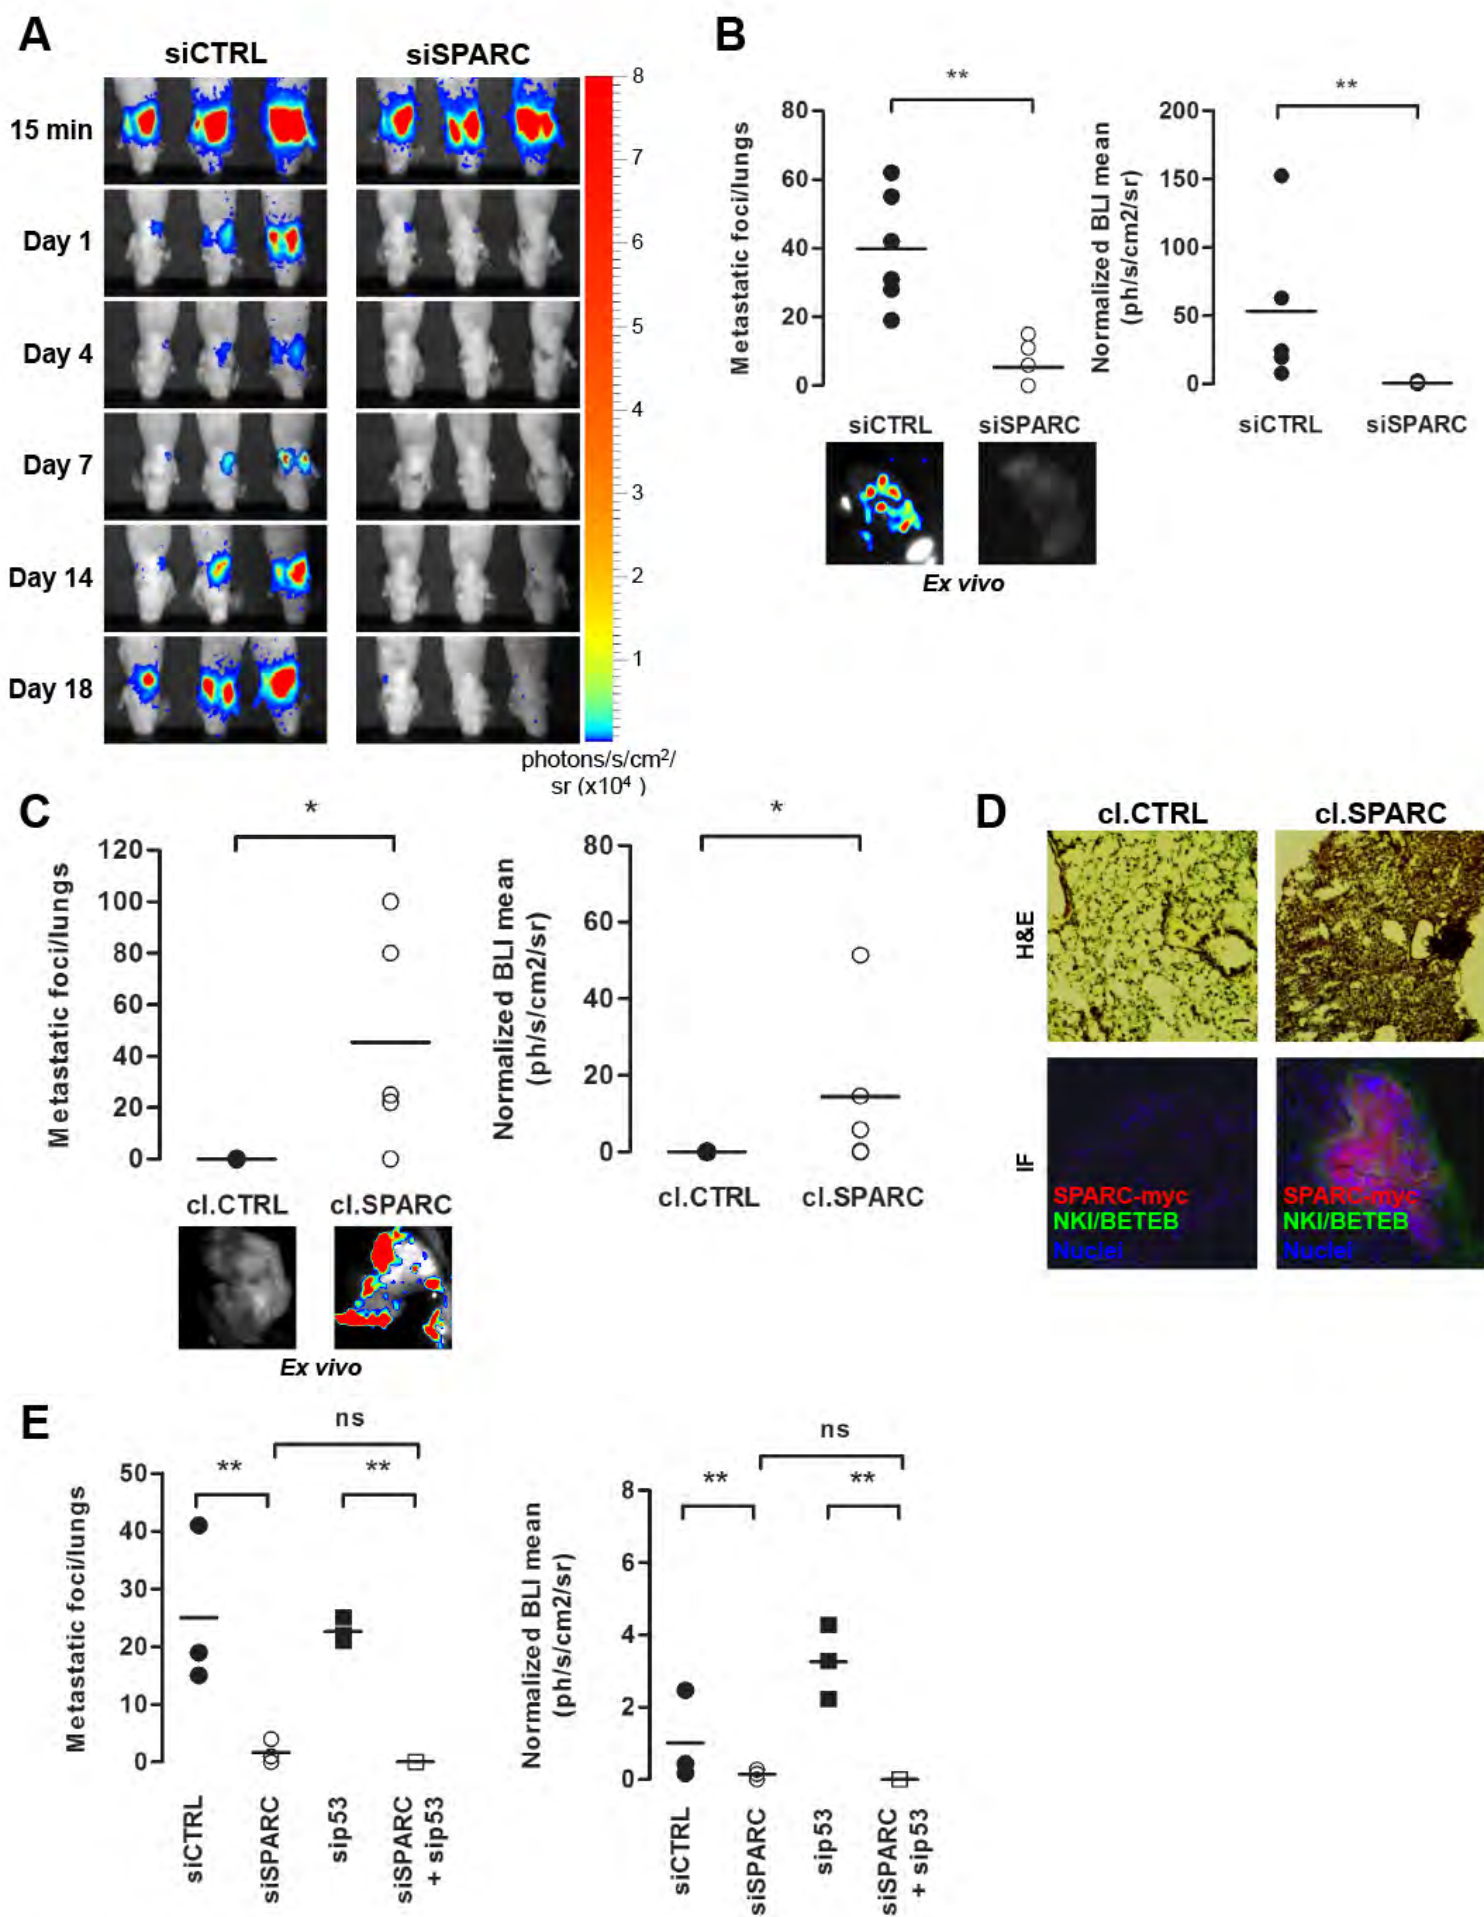 A
siCTRL
siSPARC
15 min
Day 1
Day 4
Day 7
Day 14
Day 18
8
7
6
5
4
3
2
1
photons/s/cm2/
sr (x10⁴ )
B
**
Metastatic foci/lungs
80
60
40
20
0
siCTRL
siSPARC
Ex vivo
**
Normalized BLI mean
(ph/s/cm2/sr)
200
150
100
50
0
siCTRL
siSPARC
C
*
Metastatic foci/lungs
120
100
80
60
40
20
0
cl.CTRL
cl.SPARC
Ex vivo
*
Normalized BLI mean
(ph/s/cm2/sr)
80
60
40
20
0
cl.CTRL
cl.SPARC
D
cl.CTRL
cl.SPARC
H&E
IF
SPARC-myc
NKI/BETEB
Nuclei
SPARC-myc
NKI/BETEB
Nuclei
E
ns
**
**
Metastatic foci/lungs
50
40
30
20
10
0
siCTRL
siSPARC
sip53
siSPARC
+ sip53
ns
**
**
Normalized BLI mean
(ph/s/cm2/sr)
8
6
4
2
0
siCTRL
siSPARC
sip53
siSPARC
+ sip53